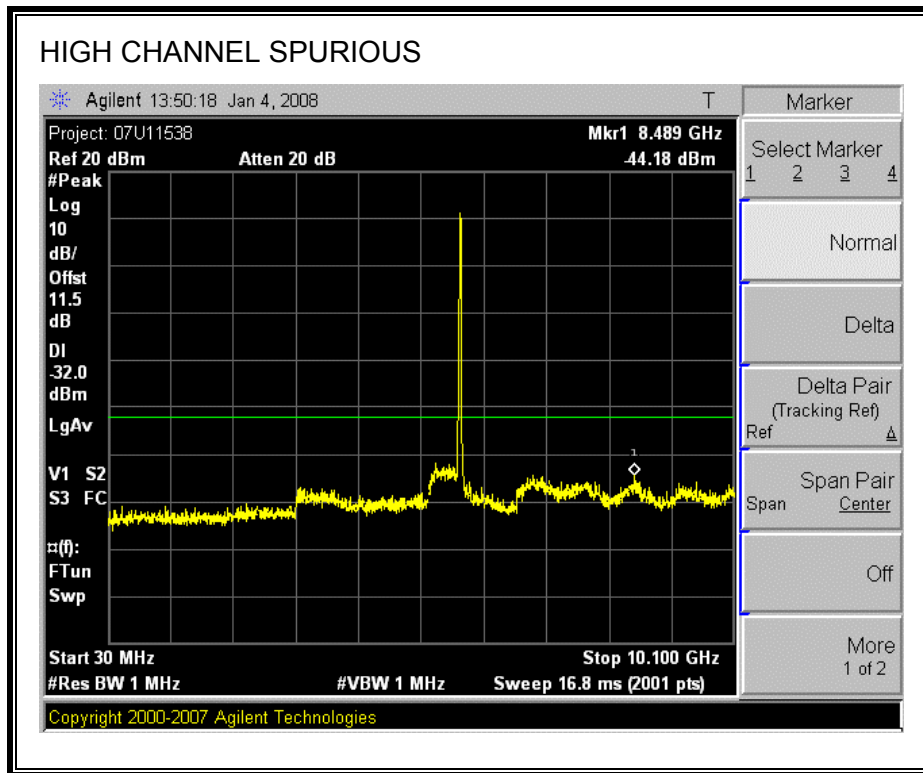 HIGH CHANNEL SPURIOUS
Agilent 13:50:18 Jan 4, 2008 T
Project: 07U11538 Mkr1 8.489 GHz
Ref 20 dBm Atten 20 dB -44.18 dBm
#Peak
Log
10
dB/
Offst
11.5
dB
DI
-32.0
dBm
LgAv
V1 S2
S3 FC
¤(f):
FTun
Swp
1
Start 30 MHz Stop 10.100 GHz
#Res BW 1 MHz #VBW 1 MHz Sweep 16.8 ms (2001 pts)
Copyright 2000-2007 Agilent Technologies
Marker
Select Marker
1 2 3 4
Normal
Delta
Delta Pair
(Tracking Ref)
Ref Δ
Span Pair
Span Center
Off
More
1 of 2